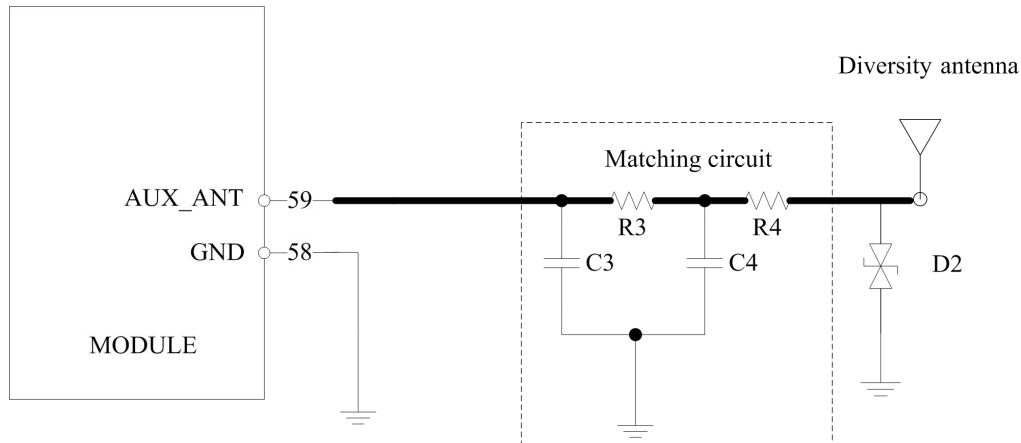 Diversity antenna
Matching circuit
AUX_ANT 59
R3 R4
GND 58
C3 C4 D2
MODULE